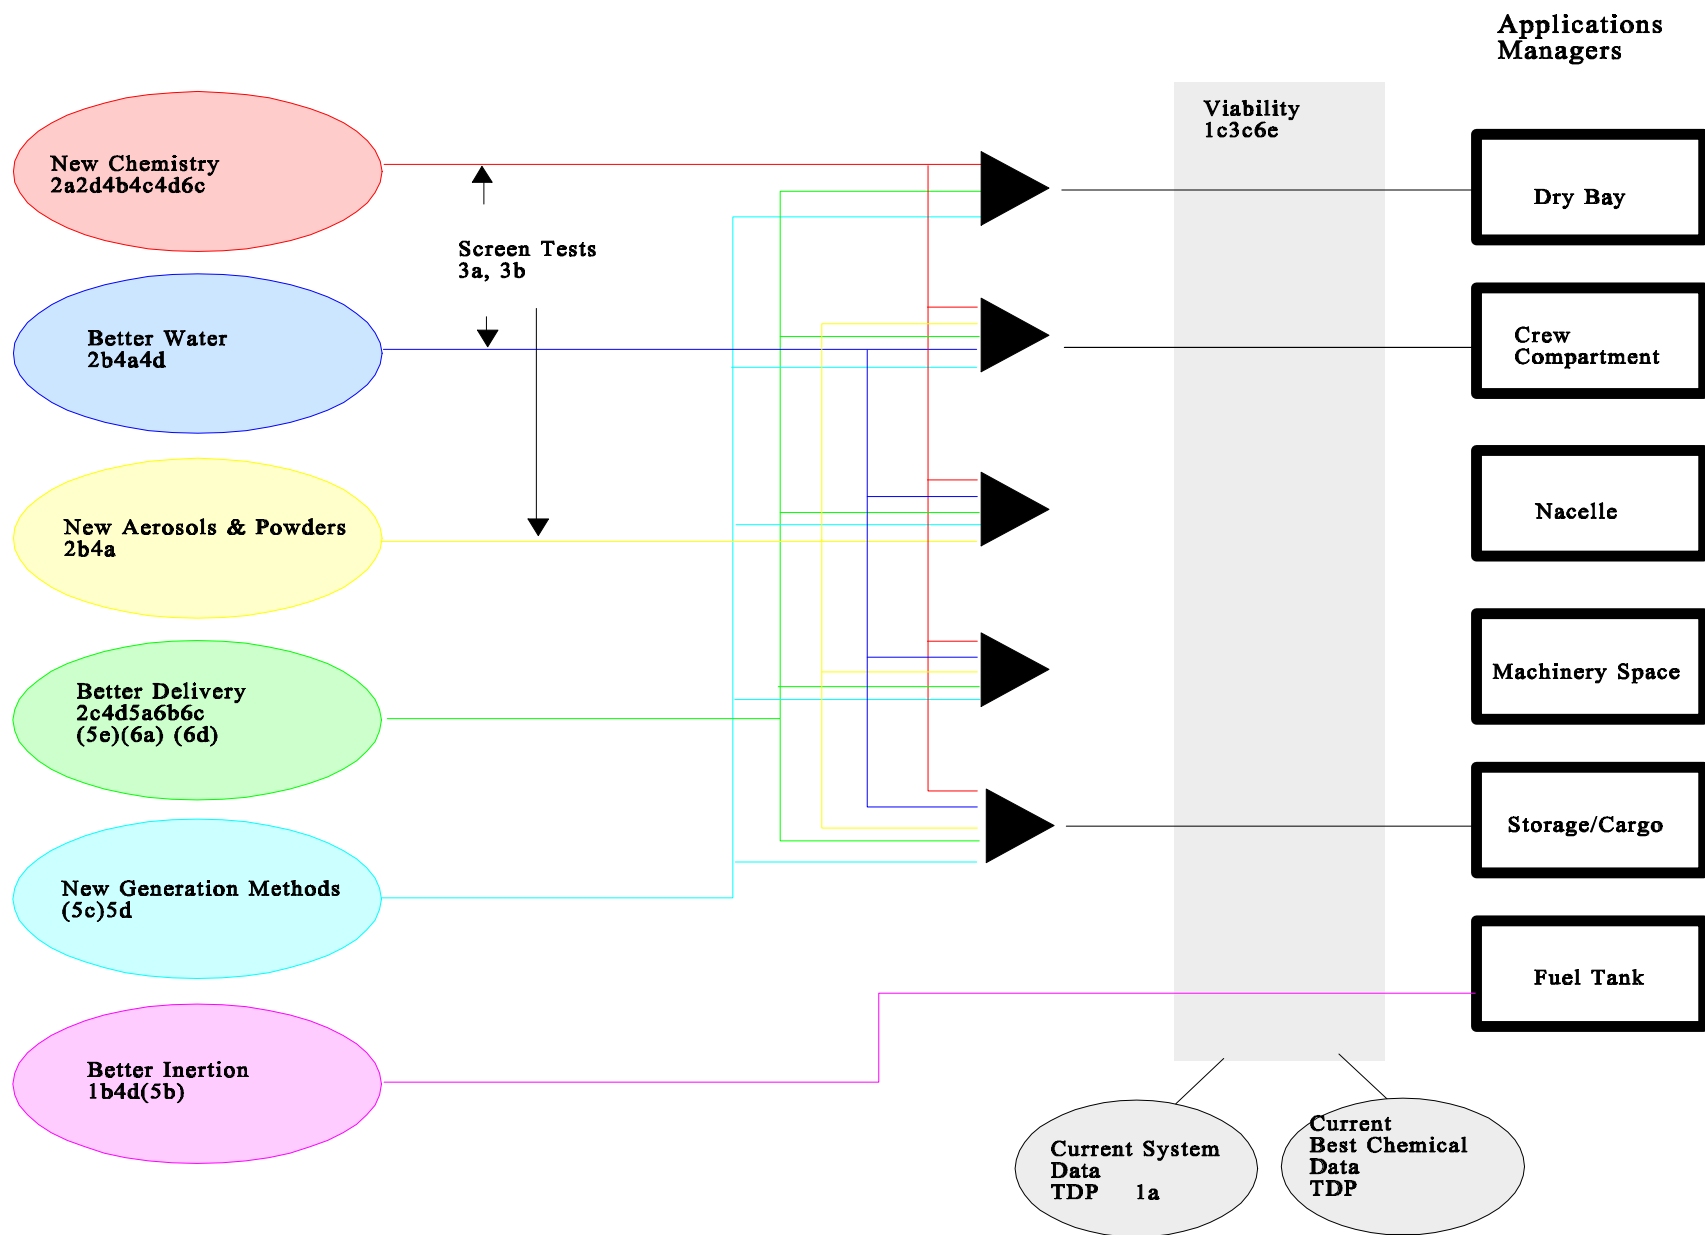 Applications
Managers
Viability
1c3c6e
New Chemistry
2a2d4b4c4d6c
Dry Bay
Screen Tests
3a, 3b
Better Water
2b4a4d
Crew
Compartment
New Aerosols & Powders
2b4a
Nacelle
Better Delivery
2c4d5a6b6c
(5e)(6a) (6d)
Machinery Space
Storage/Cargo
New Generation Methods
(5c)5d
Fuel Tank
Better Inertion
1b4d(5b)
Current System
Data
TDP 1a
Current
Best Chemical
Data
TDP